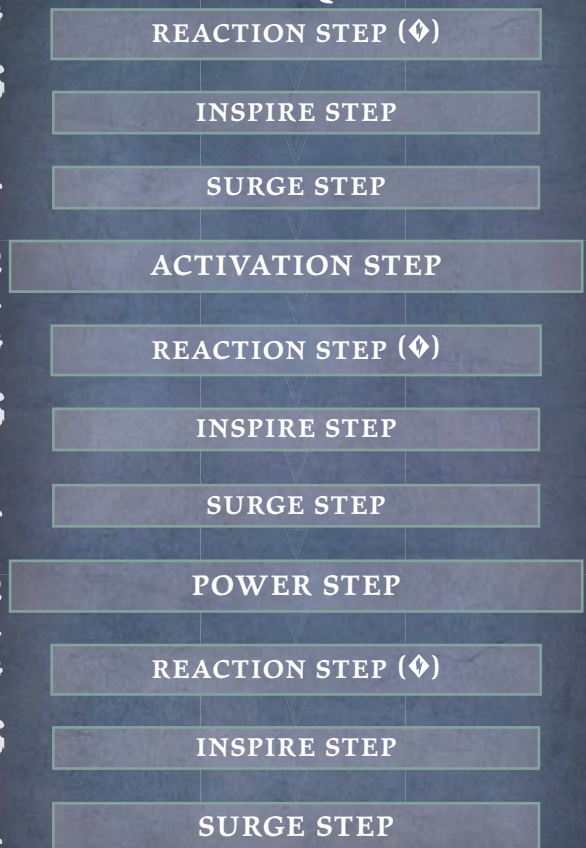 REACTION STEP (⬧)
INSPIRE STEP
SURGE STEP
ACTIVATION STEP
REACTION STEP (⬧)
INSPIRE STEP
SURGE STEP
POWER STEP
REACTION STEP (⬧)
INSPIRE STEP
SURGE STEP